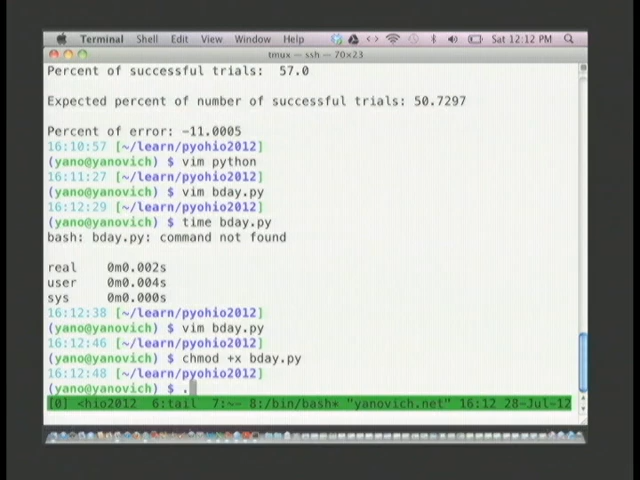 Terminal Shell Edit View Window Help Sat 12:12 PM
tmux — ssh — 70×23
Percent of successful trials:  57.0
Expected percent of number of successful trials: 50.7297
Percent of error: -11.0005
16:10:57 [~/learn/pyohio2012]
(yano@yanovich) $ vim python
16:11:27 [~/learn/pyohio2012]
(yano@yanovich) $ vim bday.py
16:12:29 [~/learn/pyohio2012]
(yano@yanovich) $ time bday.py
bash: bday.py: command not found
real    0m0.002s
user    0m0.004s
sys     0m0.000s
16:12:38 [~/learn/pyohio2012]
(yano@yanovich) $ vim bday.py
16:12:46 [~/learn/pyohio2012]
(yano@yanovich) $ chmod +x bday.py
16:12:48 [~/learn/pyohio2012]
(yano@yanovich) $ .
[0] <hio2012  6:tail  7:~- 8:/bin/bash* "yanovich.net" 16:12 28-Jul-12